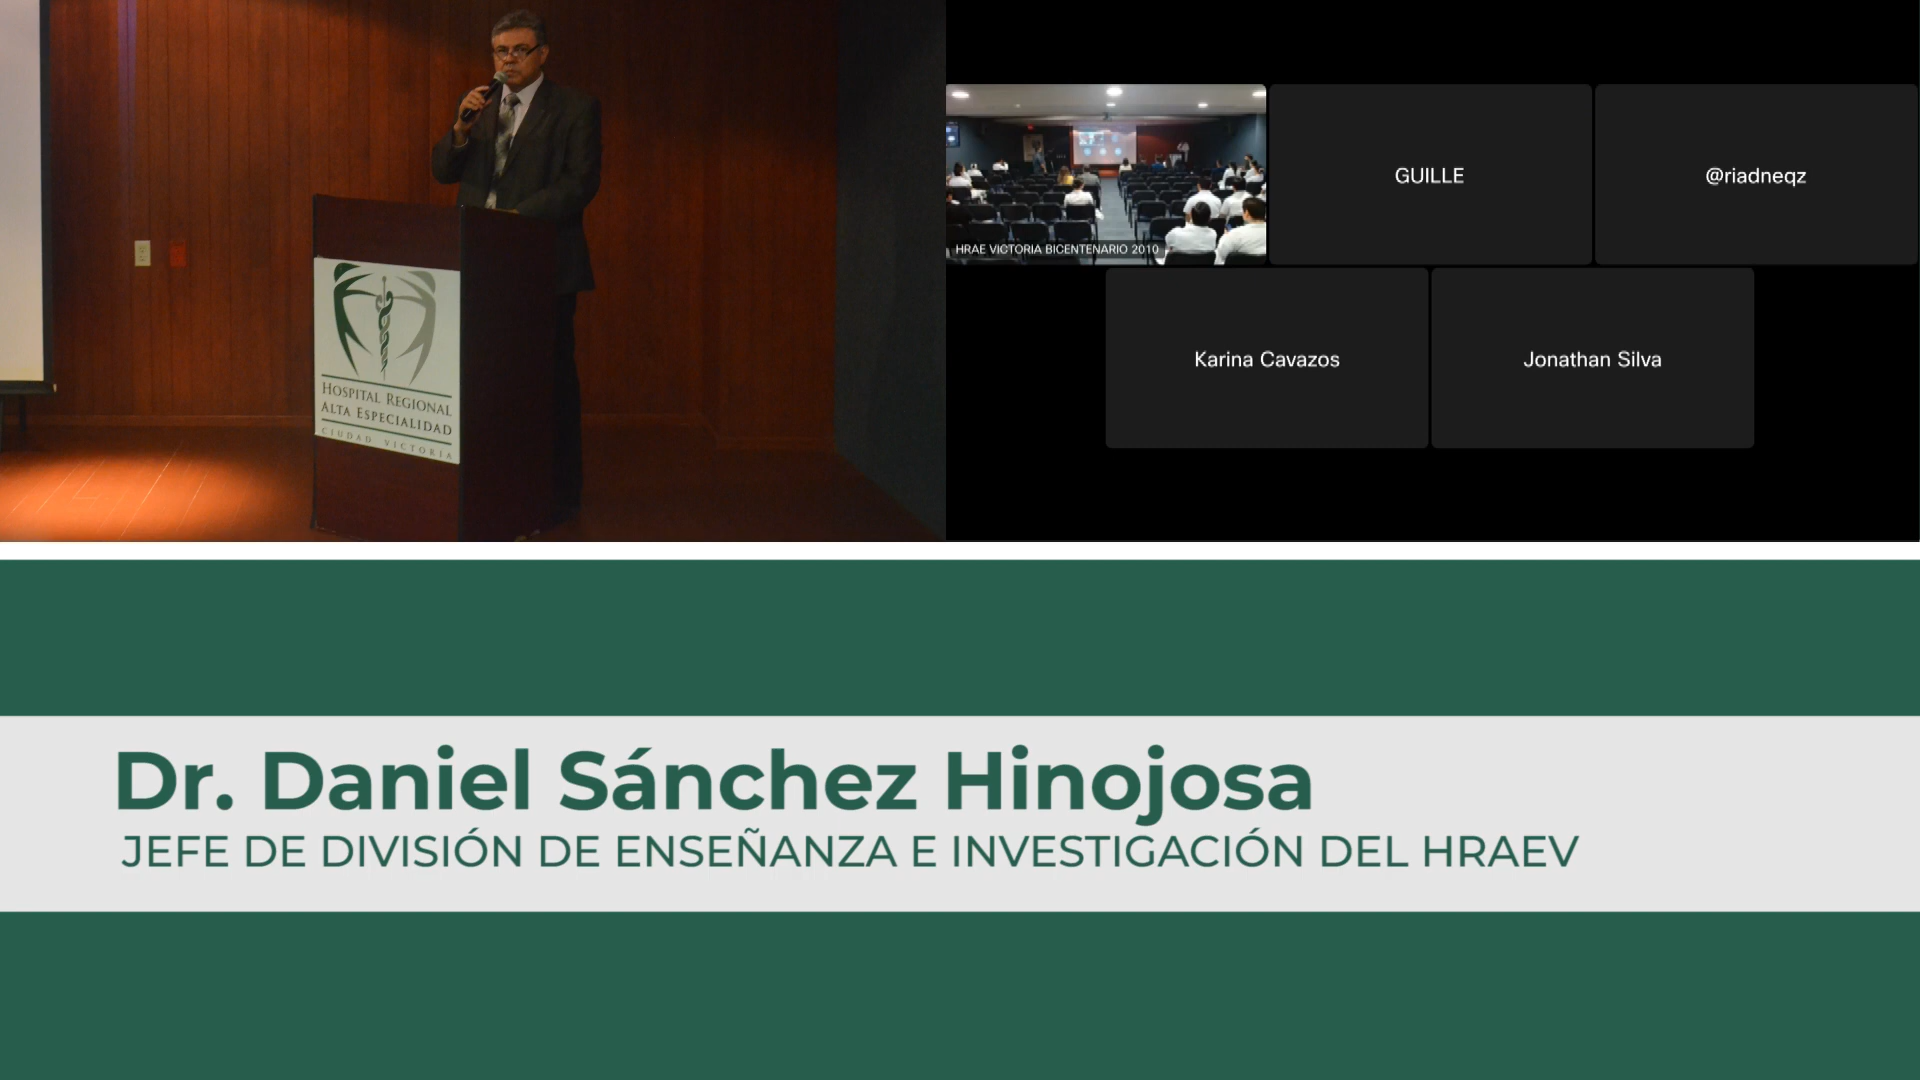 HOSPITAL REGIONAL
ALTA ESPECIALIDAD
CIUDAD VICTORIA
HRAE VICTORIA BICENTENARIO 2010
GUILLE
@riadneqz
Karina Cavazos
Jonathan Silva
Dr. Daniel Sánchez Hinojosa
JEFE DE DIVISIÓN DE ENSEÑANZA E INVESTIGACIÓN DEL HRAEV